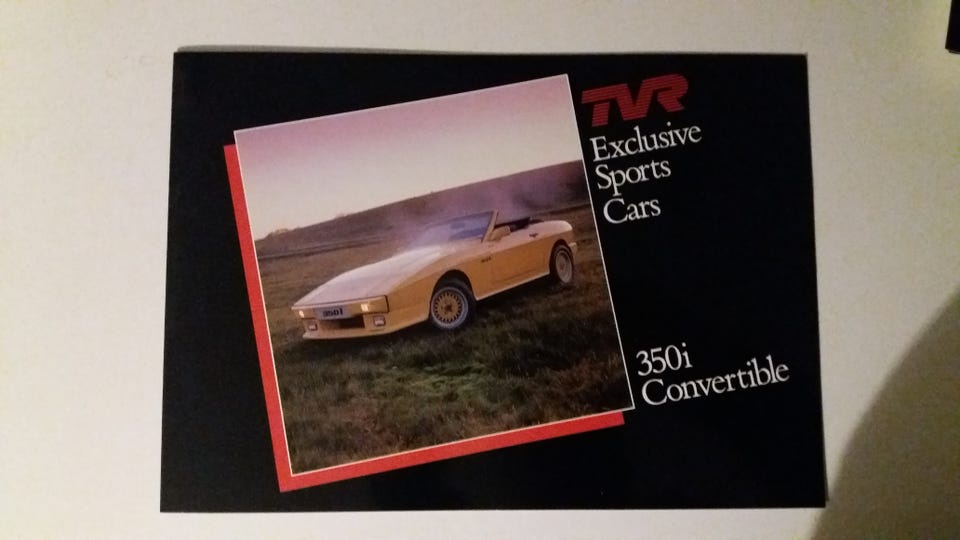 TVR
Exclusive
Sports
Cars
350i
350i
Convertible